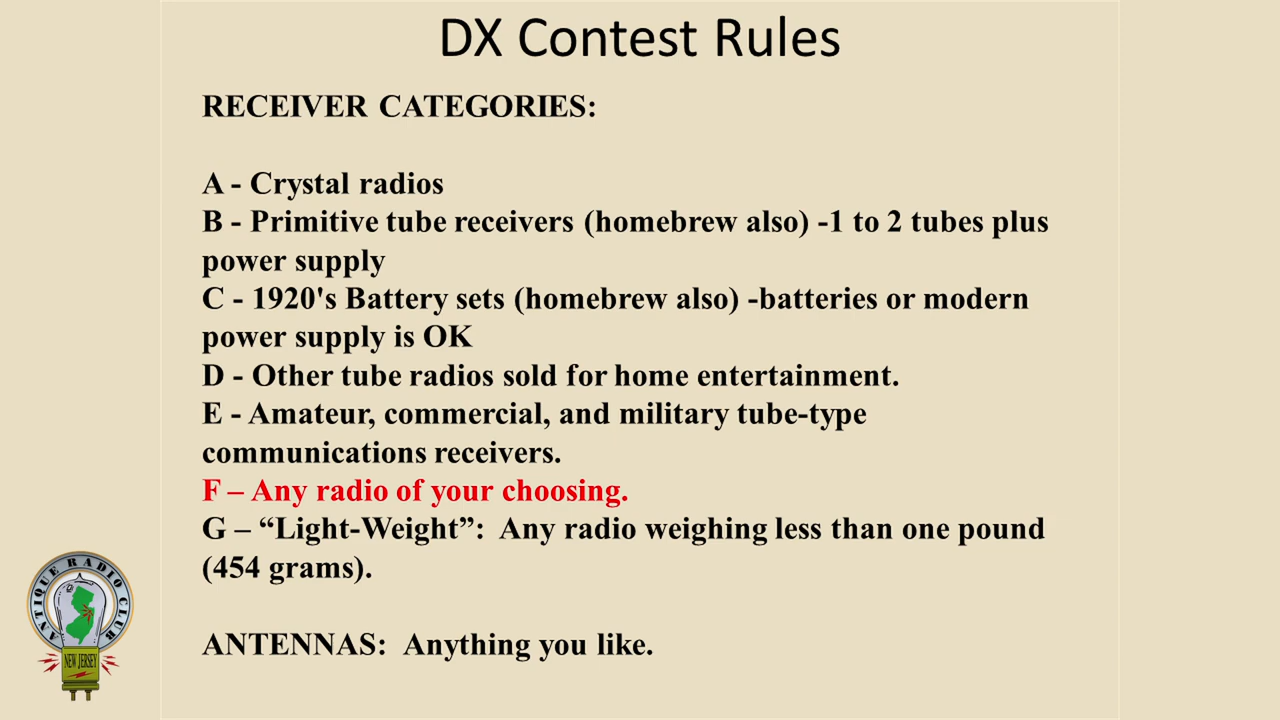 DX Contest Rules
RECEIVER CATEGORIES:
A - Crystal radios
B - Primitive tube receivers (homebrew also) -1 to 2 tubes plus
power supply
C - 1920's Battery sets (homebrew also) -batteries or modern
power supply is OK
D - Other tube radios sold for home entertainment.
E - Amateur, commercial, and military tube-type
communications receivers.
F – Any radio of your choosing.
G – “Light-Weight”:  Any radio weighing less than one pound
(454 grams).
ANTENNAS:  Anything you like.
ANTIQUE RADIO CLUB
NEW JERSEY